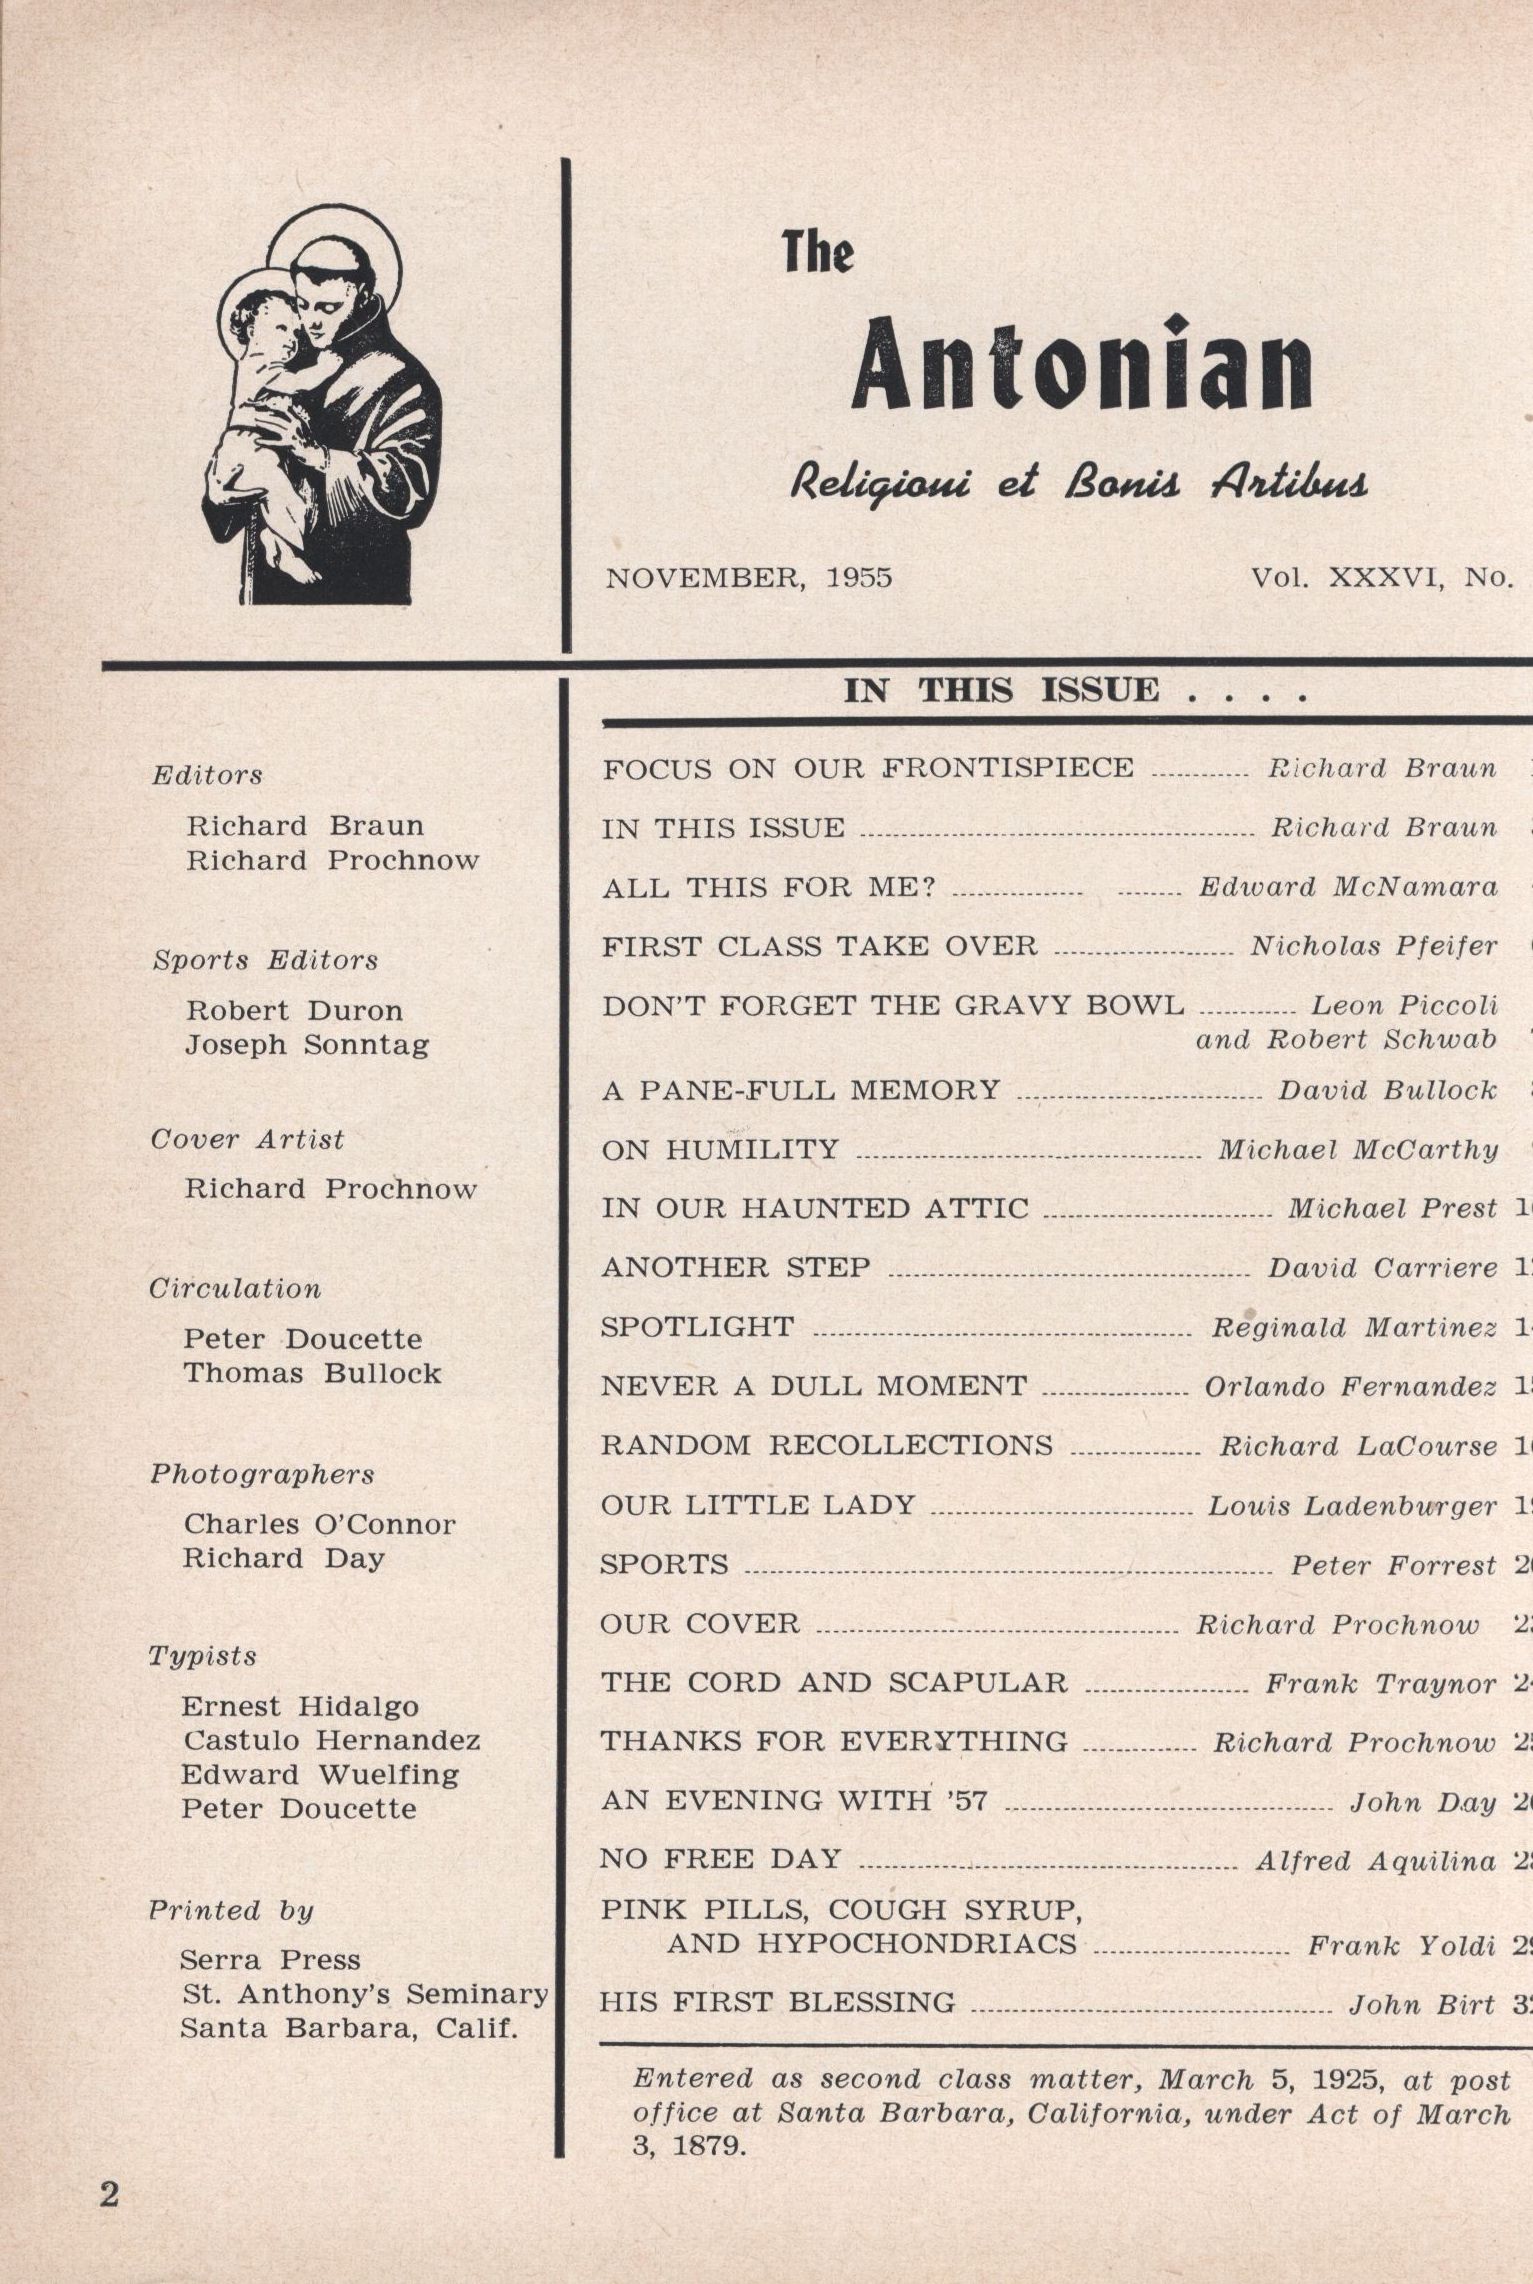 The
Antonian
Religioni et Bonis Artibus
NOVEMBER, 1955 Vol. XXXVI, No.
Editors
Richard Braun
Richard Prochnow
Sports Editors
Robert Duron
Joseph Sonntag
Cover Artist
Richard Prochnow
Circulation
Peter Doucette
Thomas Bullock
Photographers
Charles O'Connor
Richard Day
Typists
Ernest Hidalgo
Castulo Hernandez
Edward Wuelfing
Peter Doucette
Printed by
Serra Press
St. Anthony's Seminary
Santa Barbara, Calif.
IN THIS ISSUE . . . .
FOCUS ON OUR FRONTISPIECE ............ Richard Braun
IN THIS ISSUE ............ Richard Braun
ALL THIS FOR ME? ............ Edward McNamara
FIRST CLASS TAKE OVER ............ Nicholas Pfeifer
DON'T FORGET THE GRAVY BOWL ............ Leon Piccoli
and Robert Schwab
A PANE-FULL MEMORY ............ David Bullock
ON HUMILITY ............ Michael McCarthy
IN OUR HAUNTED ATTIC ............ Michael Prest
ANOTHER STEP ............ David Carriere
SPOTLIGHT ............ Reginald Martinez
NEVER A DULL MOMENT ............ Orlando Fernandez
RANDOM RECOLLECTIONS ............ Richard LaCourse
OUR LITTLE LADY ............ Louis Ladenburger
SPORTS ............ Peter Forrest
OUR COVER ............ Richard Prochnow
THE CORD AND SCAPULAR ............ Frank Traynor
THANKS FOR EVERYTHING ............ Richard Prochnow
AN EVENING WITH '57 ............ John Day
NO FREE DAY ............ Alfred Aquilina
PINK PILLS, COUGH SYRUP,
AND HYPOCHONDRIACS ............ Frank Yoldi
HIS FIRST BLESSING ............ John Birt
Entered as second class matter, March 5, 1925, at post
office at Santa Barbara, California, under Act of March
3, 1879.
2